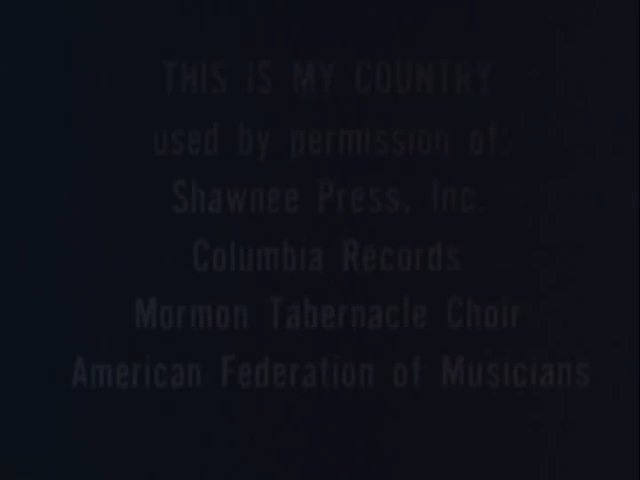 THIS IS MY COUNTRY
used by permission of:
Shawnee Press, Inc.
Columbia Records
Mormon Tabernacle Choir
American Federation of Musicians